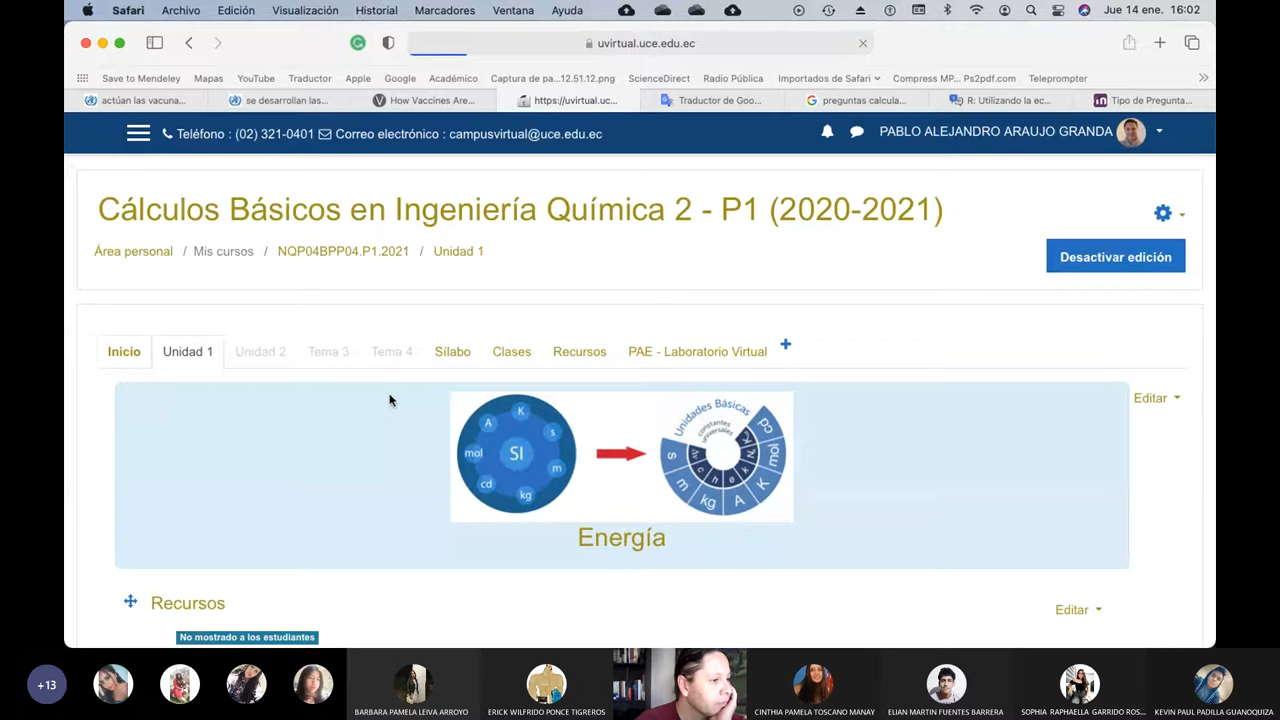 Safari Archivo Edición Visualización Historial Marcadores Ventana Ayuda Jue 14 ene. 16:02
uvirtual.uce.edu.ec
Save to Mendeley Mapas YouTube Traductor Apple Google Académico Captura de pa...12.51.12.png ScienceDirect Radio Pública Importados de Safari Compress MP... Ps2pdf.com Teleprompter
actúan las vacuna... se desarrollan las... How Vaccines Are... https://uvirtual.uc... Traductor de Goo... preguntas calcula... R: Utilizando la ec... Tipo de Pregunta...
Teléfono : (02) 321-0401 Correo electrónico : campusvirtual@uce.edu.ec PABLO ALEJANDRO ARAUJO GRANDA
Cálculos Básicos en Ingeniería Química 2 - P1 (2020-2021)
Área personal / Mis cursos / NQP04BPP04.P1.2021 / Unidad 1
Desactivar edición
Inicio Unidad 1 Unidad 2 Tema 3 Tema 4 Sílabo Clases Recursos PAE - Laboratorio Virtual
Editar
SI K s m kg cd mol A
Unidades Básicas
constantes universales
s m kg A K mol cd
Energía
Recursos
Editar
No mostrado a los estudiantes
+13
BARBARA PAMELA LEIVA ARROYO
ERICK WILFRIDO PONCE TIGREROS
CINTHIA PAMELA TOSCANO MANAY
ELIAN MARTIN FUENTES BARRERA
SOPHIA RAPHAELLA GARRIDO ROS...
KEVIN PAUL PADILLA GUANOQUIZA